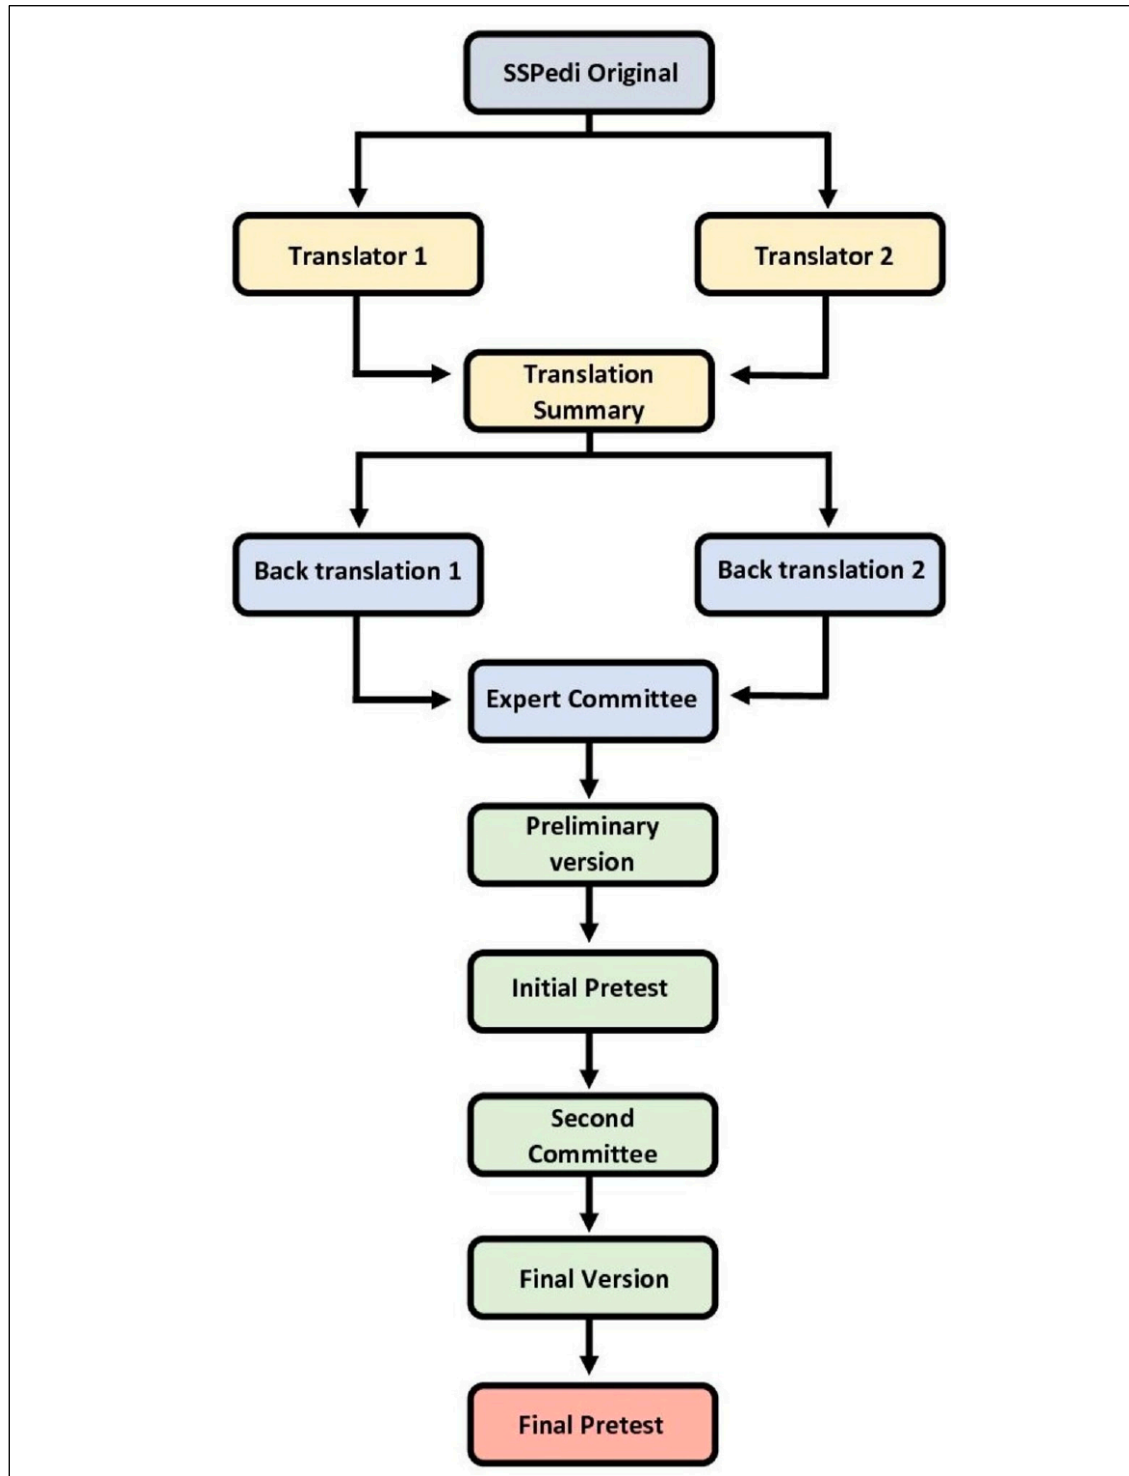 SSPedi Original
Translator 1
Translator 2
Translation
Summary
Back translation 1
Back translation 2
Expert Committee
Preliminary
version
Initial Pretest
Second
Committee
Final Version
Final Pretest